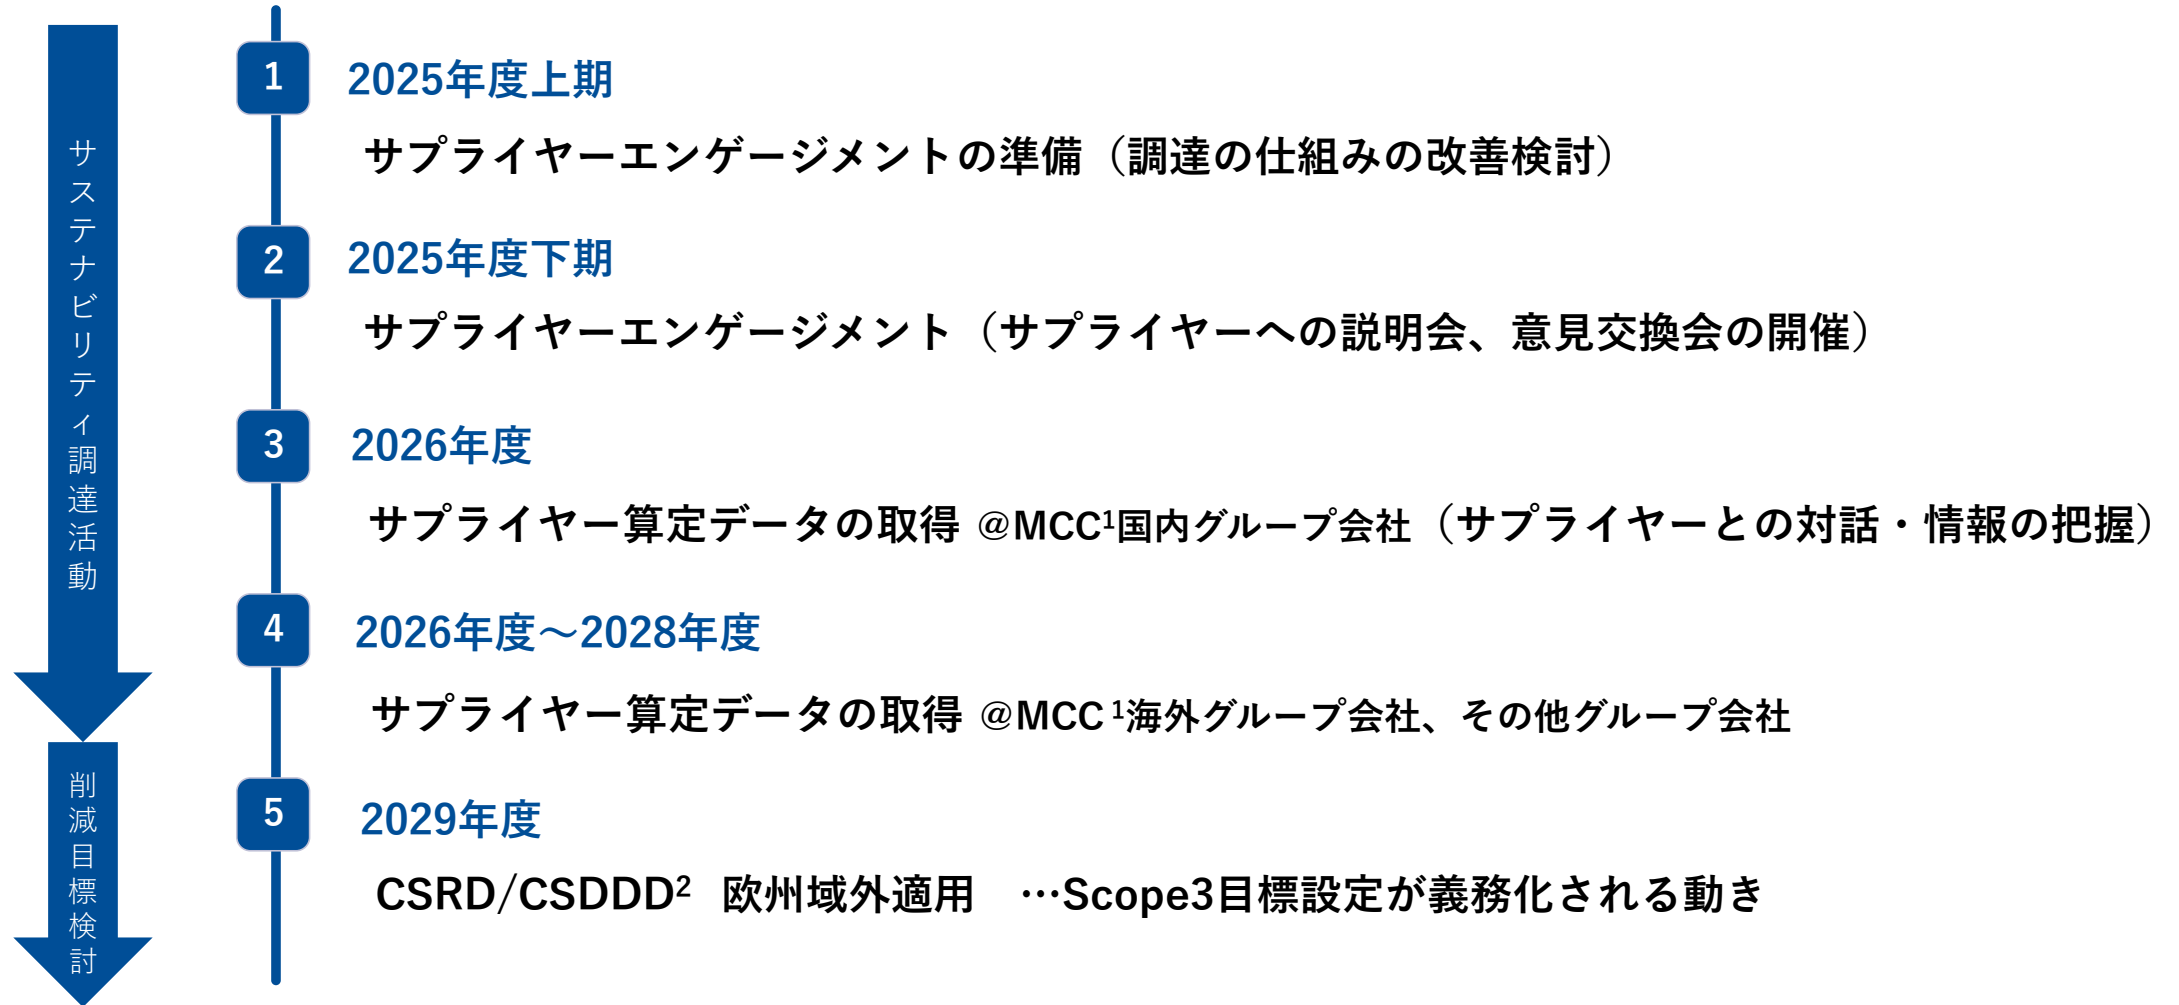 サステナビリティ調達活動
削減目標検討
1
2025年度上期
サプライヤーエンゲージメントの準備（調達の仕組みの改善検討）
2
2025年度下期
サプライヤーエンゲージメント（サプライヤーへの説明会、意見交換会の開催）
3
2026年度
サプライヤー算定データの取得 @MCC¹国内グループ会社（サプライヤーとの対話・情報の把握）
4
2026年度～2028年度
サプライヤー算定データの取得 @MCC¹海外グループ会社、その他グループ会社
5
2029年度
CSRD/CSDDD² 欧州域外適用　…Scope3目標設定が義務化される動き